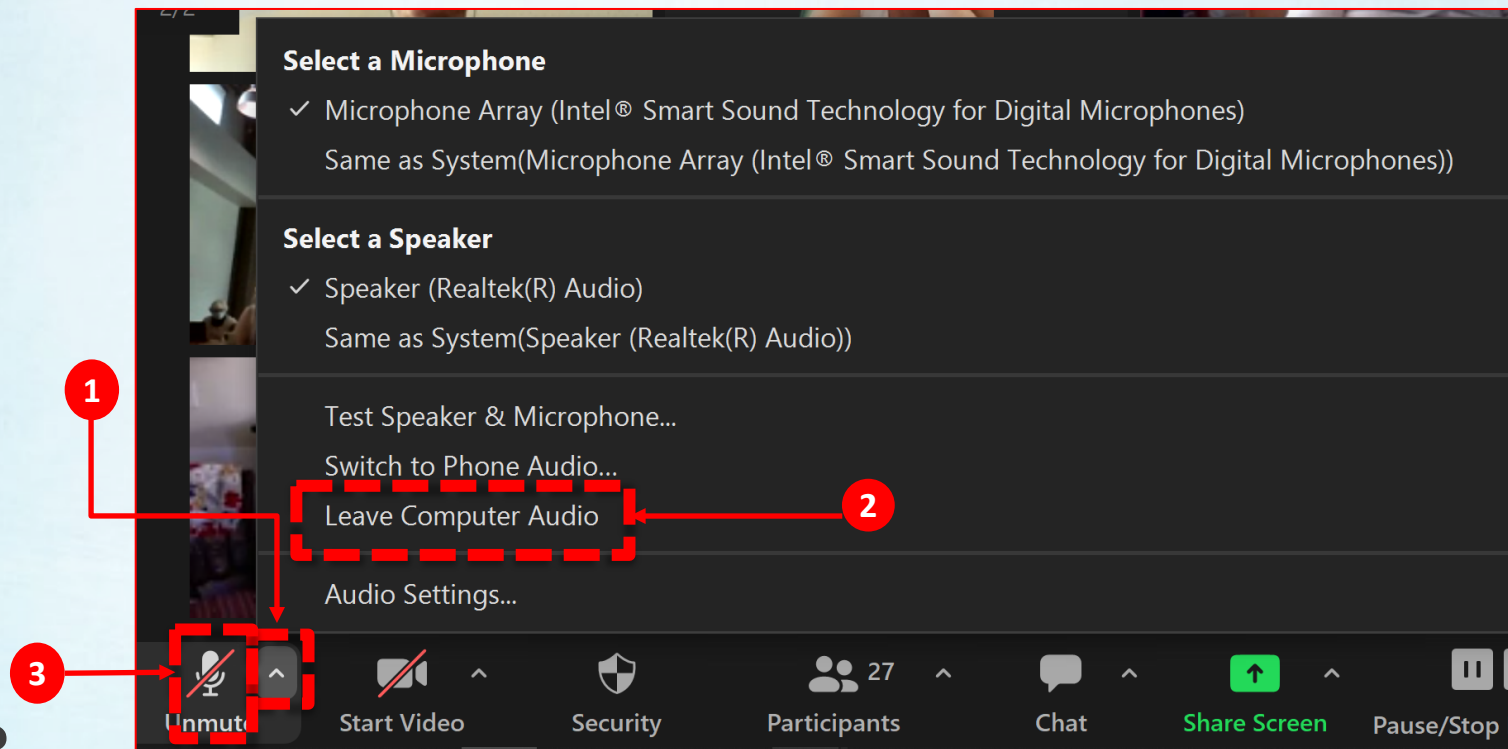 2/2
Select a Microphone
Microphone Array (Intel® Smart Sound Technology for Digital Microphones)
Same as System(Microphone Array (Intel® Smart Sound Technology for Digital Microphones))
Select a Speaker
Speaker (Realtek(R) Audio)
Same as System(Speaker (Realtek(R) Audio))
1
Test Speaker & Microphone...
Switch to Phone Audio...
Leave Computer Audio
2
Audio Settings...
3
27
Unmute
Start Video
Security
Participants
Chat
Share Screen
Pause/Stop